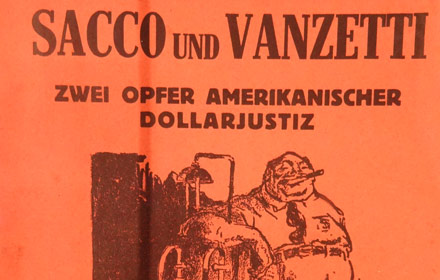 SACCO UND VANZETTI
ZWEI OPFER AMERIKANISCHER
DOLLARJUSTIZ